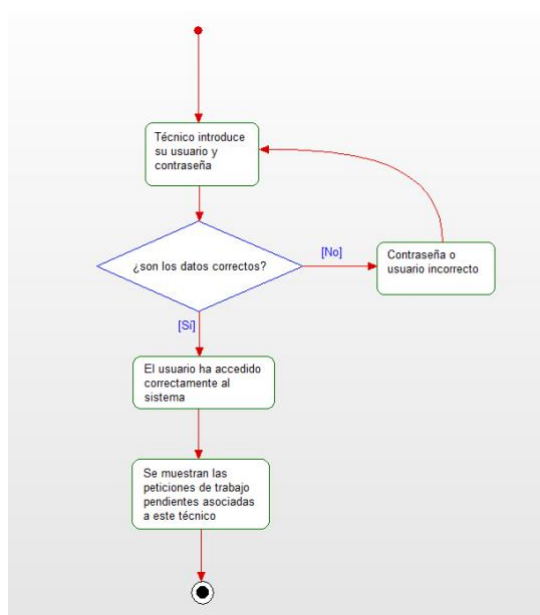 Técnico introduce
su usuario y
contraseña
¿son los datos correctos?
[No]
Contraseña o
usuario incorrecto
[Sí]
El usuario ha accedido
correctamente al
sistema
Se muestran las
peticiones de trabajo
pendientes asociadas
a este técnico